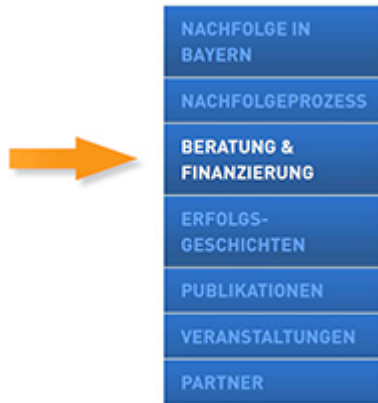 NACHFOLGE IN
BAYERN
NACHFOLGEPROZESS
BERATUNG &
FINANZIERUNG
ERFOLGS-
GESCHICHTEN
PUBLIKATIONEN
VERANSTALTUNGEN
PARTNER